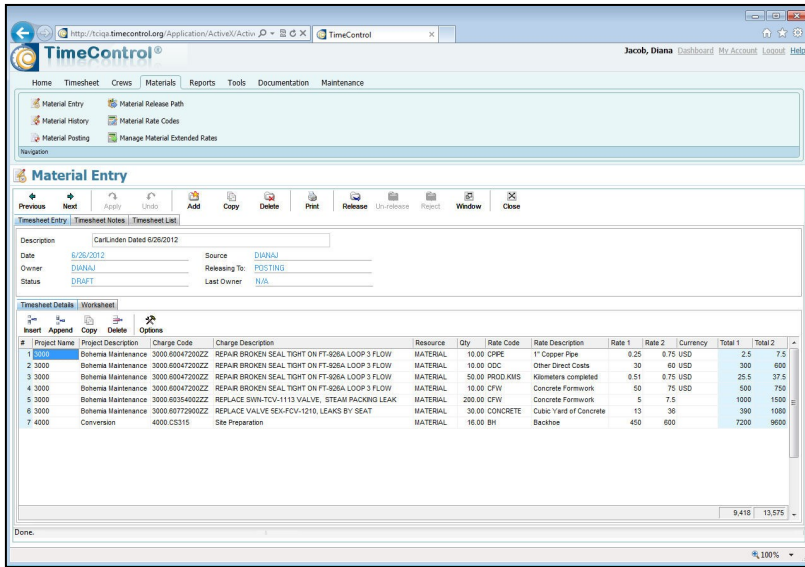 http://tciqa.timecontrol.org/Application/ActiveX/Activ
TimeControl
TimeControl®
Jacob, Diana Dashboard My Account Logout Help
Home Timesheet Crews Materials Reports Tools Documentation Maintenance
Material Entry Material Release Path
Material History Material Rate Codes
Material Posting Manage Material Extended Rates
Navigation
Material Entry
Previous Next Apply Undo Add Copy Delete Print Release Un-release Reject Window Close
Timesheet Entry Timesheet Notes Timesheet List
Description CarlLinden Dated 6/26/2012
Date 6/26/2012 Source DIANAJ
Owner DIANAJ Releasing To: POSTING
Status DRAFT Last Owner N/A
Timesheet Details Worksheet
Insert Append Copy Delete Options
# Project Name Project Description Charge Code Charge Description Resource Qty Rate Code Rate Description Rate 1 Rate 2 Currency Total 1 Total 2
1 3000 Bohemia Maintenance 3000.60047200ZZ REPAIR BROKEN SEAL TIGHT ON FT-926A LOOP 3 FLOW MATERIAL 10.00 CPPE 1" Copper Pipe 0.25 0.75 USD 2.5 7.5
2 3000 Bohemia Maintenance 3000.60047200ZZ REPAIR BROKEN SEAL TIGHT ON FT-926A LOOP 3 FLOW MATERIAL 10.00 ODC Other Direct Costs 30 60 USD 300 600
3 3000 Bohemia Maintenance 3000.60047200ZZ REPAIR BROKEN SEAL TIGHT ON FT-926A LOOP 3 FLOW MATERIAL 50.00 PROD.KMS Kilometers completed 0.51 0.75 USD 25.5 37.5
4 3000 Bohemia Maintenance 3000.60047200ZZ REPAIR BROKEN SEAL TIGHT ON FT-926A LOOP 3 FLOW MATERIAL 10.00 CFW Concrete Formwork 50 75 USD 500 750
5 3000 Bohemia Maintenance 3000.60354002ZZ REPLACE SWN-TCV-1113 VALVE, STEAM PACKING LEAK MATERIAL 200.00 CFW Concrete Formwork 5 7.5 1000 1500
6 3000 Bohemia Maintenance 3000.60772900ZZ REPLACE VALVE 5EX-FCV-1210, LEAKS BY SEAT MATERIAL 30.00 CONCRETE Cubic Yard of Concrete 13 36 390 1080
7 4000 Conversion 4000.CS315 Site Preparation MATERIAL 16.00 BH Backhoe 450 600 7200 9600
9,418 13,575
Done.
100%